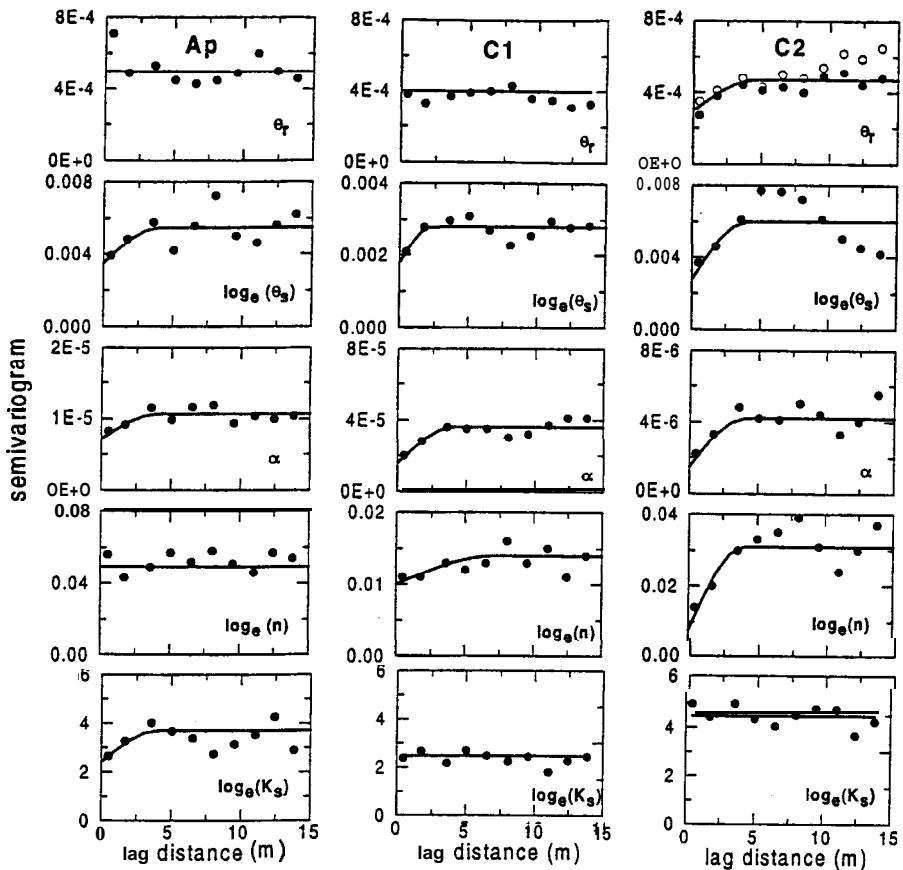 semivariogram
Ap
8E-4
4E-4
0E+0
θr
C1
8E-4
4E-4
0E+0
θr
C2
8E-4
4E-4
0E+0
θr
0.008
0.004
0.000
logₑ (θs)
0.004
0.002
0.000
logₑ(θs)
0.008
0.004
0.000
logₑ(θs)
2E-5
1E-5
0E+0
α
8E-5
4E-5
0E+0
α
8E-6
4E-6
0E+0
α
0.08
0.04
0.00
logₑ (n)
0.02
0.01
0.00
logₑ(n)
0.04
0.02
0.00
logₑ(n)
6
4
2
0
logₑ(Ks)
0 5 10 15
lag distance (m)
6
4
2
0
logₑ(Ks)
0 5 10 15
lag distance (m)
6
4
2
0
logₑ(Ks)
0 5 10 15
lag distance (m)